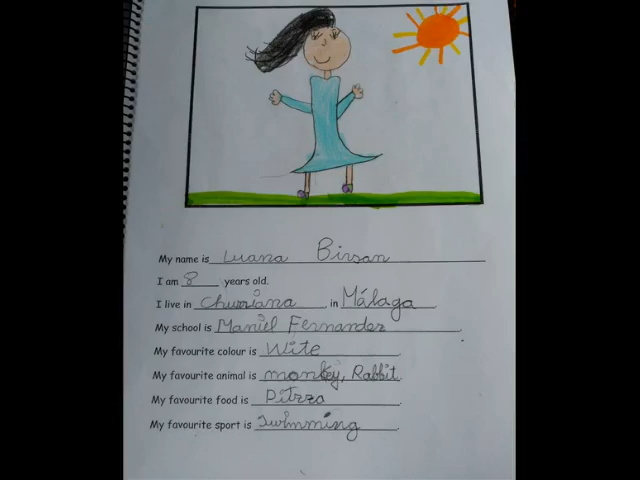 My name is Luana Birsan
I am 8 years old.
I live in Churriana in Málaga
My school is Manuel Fernandez
My favourite colour is wite
My favourite animal is monkey, Rabbit
My favourite food is Pitzza
My favourite sport is swimming